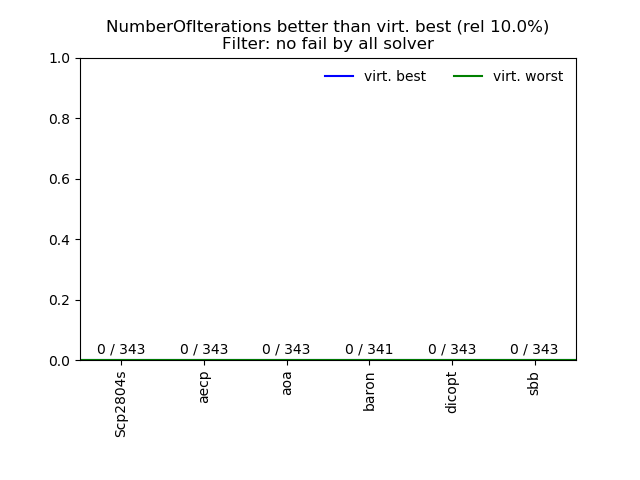 NumberOfIterations better than virt. best (rel 10.0%)
Filter: no fail by all solver
virt. best
virt. worst
1.0
0.8
0.6
0.4
0.2
0.0
0 / 343
0 / 343
0 / 343
0 / 341
0 / 343
0 / 343
Scp2804s
aecp
aoa
baron
dicopt
sbb